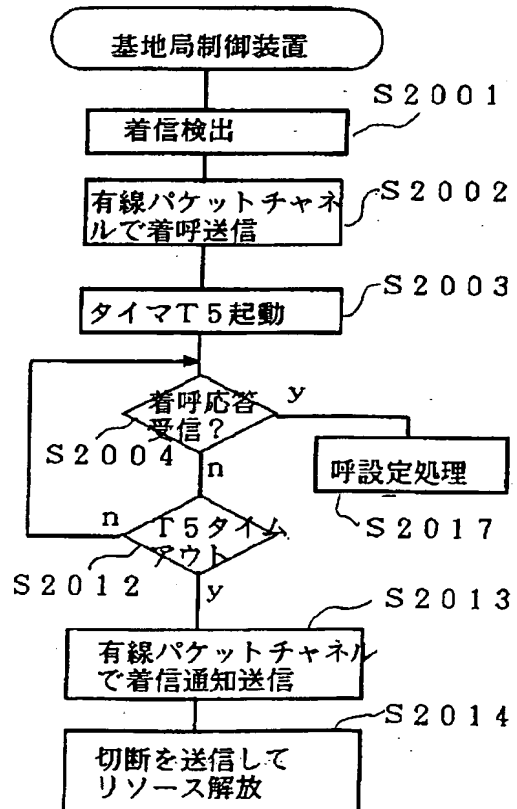 基地局制御装置
S2001
着信検出
S2002
有線パケットチャネ
ルで着呼送信
S2003
タイマT5起動
y
着呼応答
受信?
S2004
n
呼設定処理
S2017
n
T5タイム
アウト
S2012
y
S2013
有線パケットチャネル
で着信通知送信
S2014
切断を送信して
リソース解放